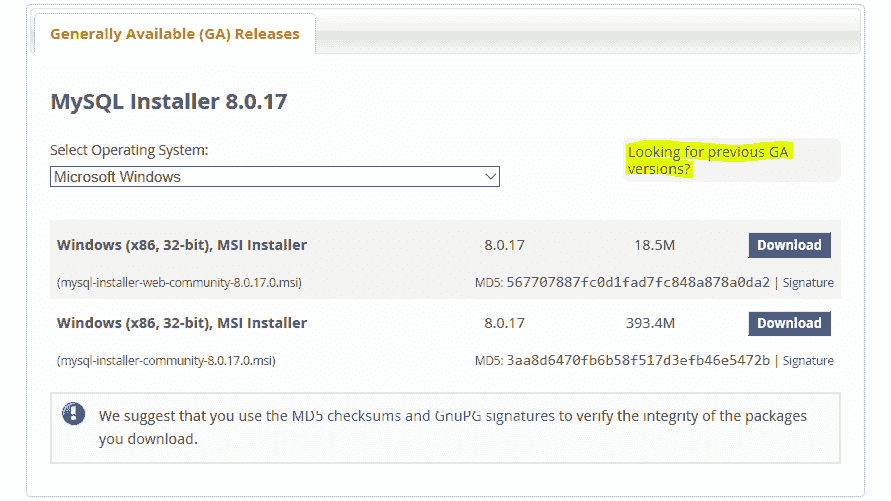 Generally Available (GA) Releases
MySQL Installer 8.0.17
Select Operating System:
Looking for previous GA
versions?
Microsoft Windows
Windows (x86, 32-bit), MSI Installer 8.0.17 18.5M Download
(mysql-installer-web-community-8.0.17.0.msi) MD5: 567707887fc0d1fad7fc848a878a0da2 | Signature
Windows (x86, 32-bit), MSI Installer 8.0.17 393.4M Download
(mysql-installer-community-8.0.17.0.msi) MD5: 3aa8d6470fb6b58f517d3efb46e5472b | Signature
We suggest that you use the MD5 checksums and GnuPG signatures to verify the integrity of the packages
you download.